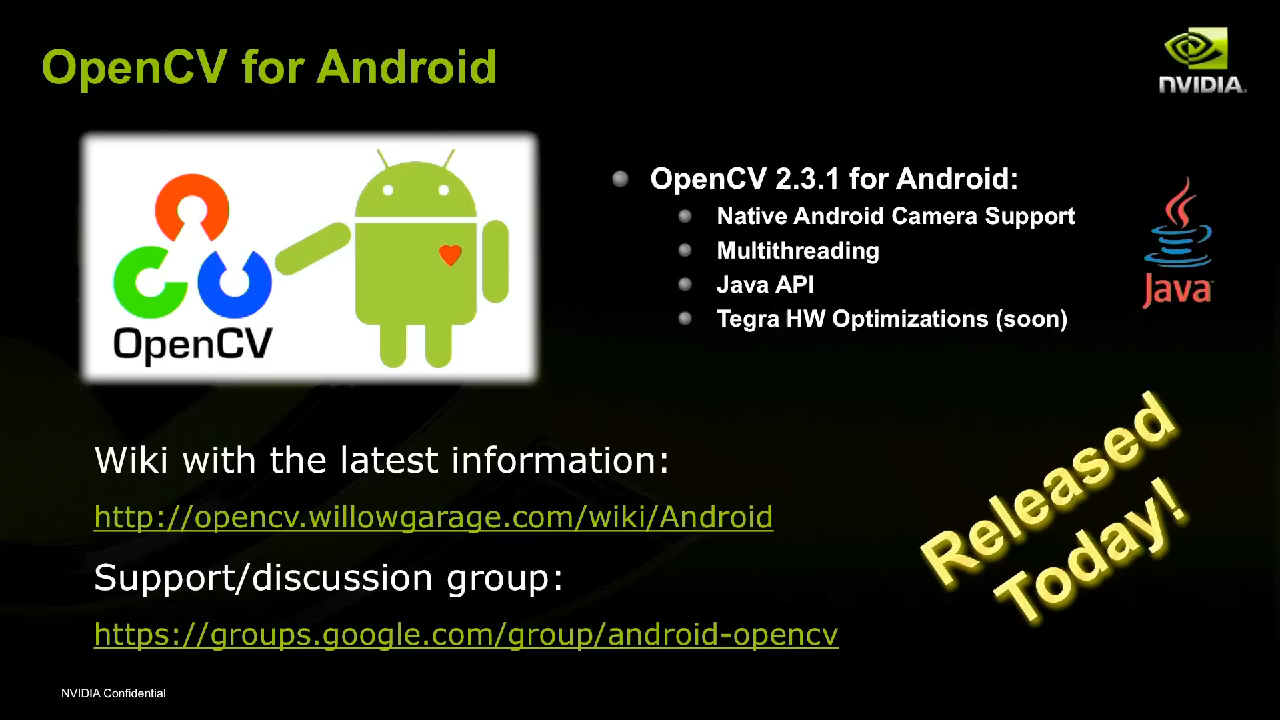 OpenCV for Android
NVIDIA
OpenCV
OpenCV 2.3.1 for Android:
Native Android Camera Support
Multithreading
Java API
Tegra HW Optimizations (soon)
Java
Wiki with the latest information:
http://opencv.willowgarage.com/wiki/Android
Support/discussion group:
https://groups.google.com/group/android-opencv
Released
Today!
NVIDIA Confidential